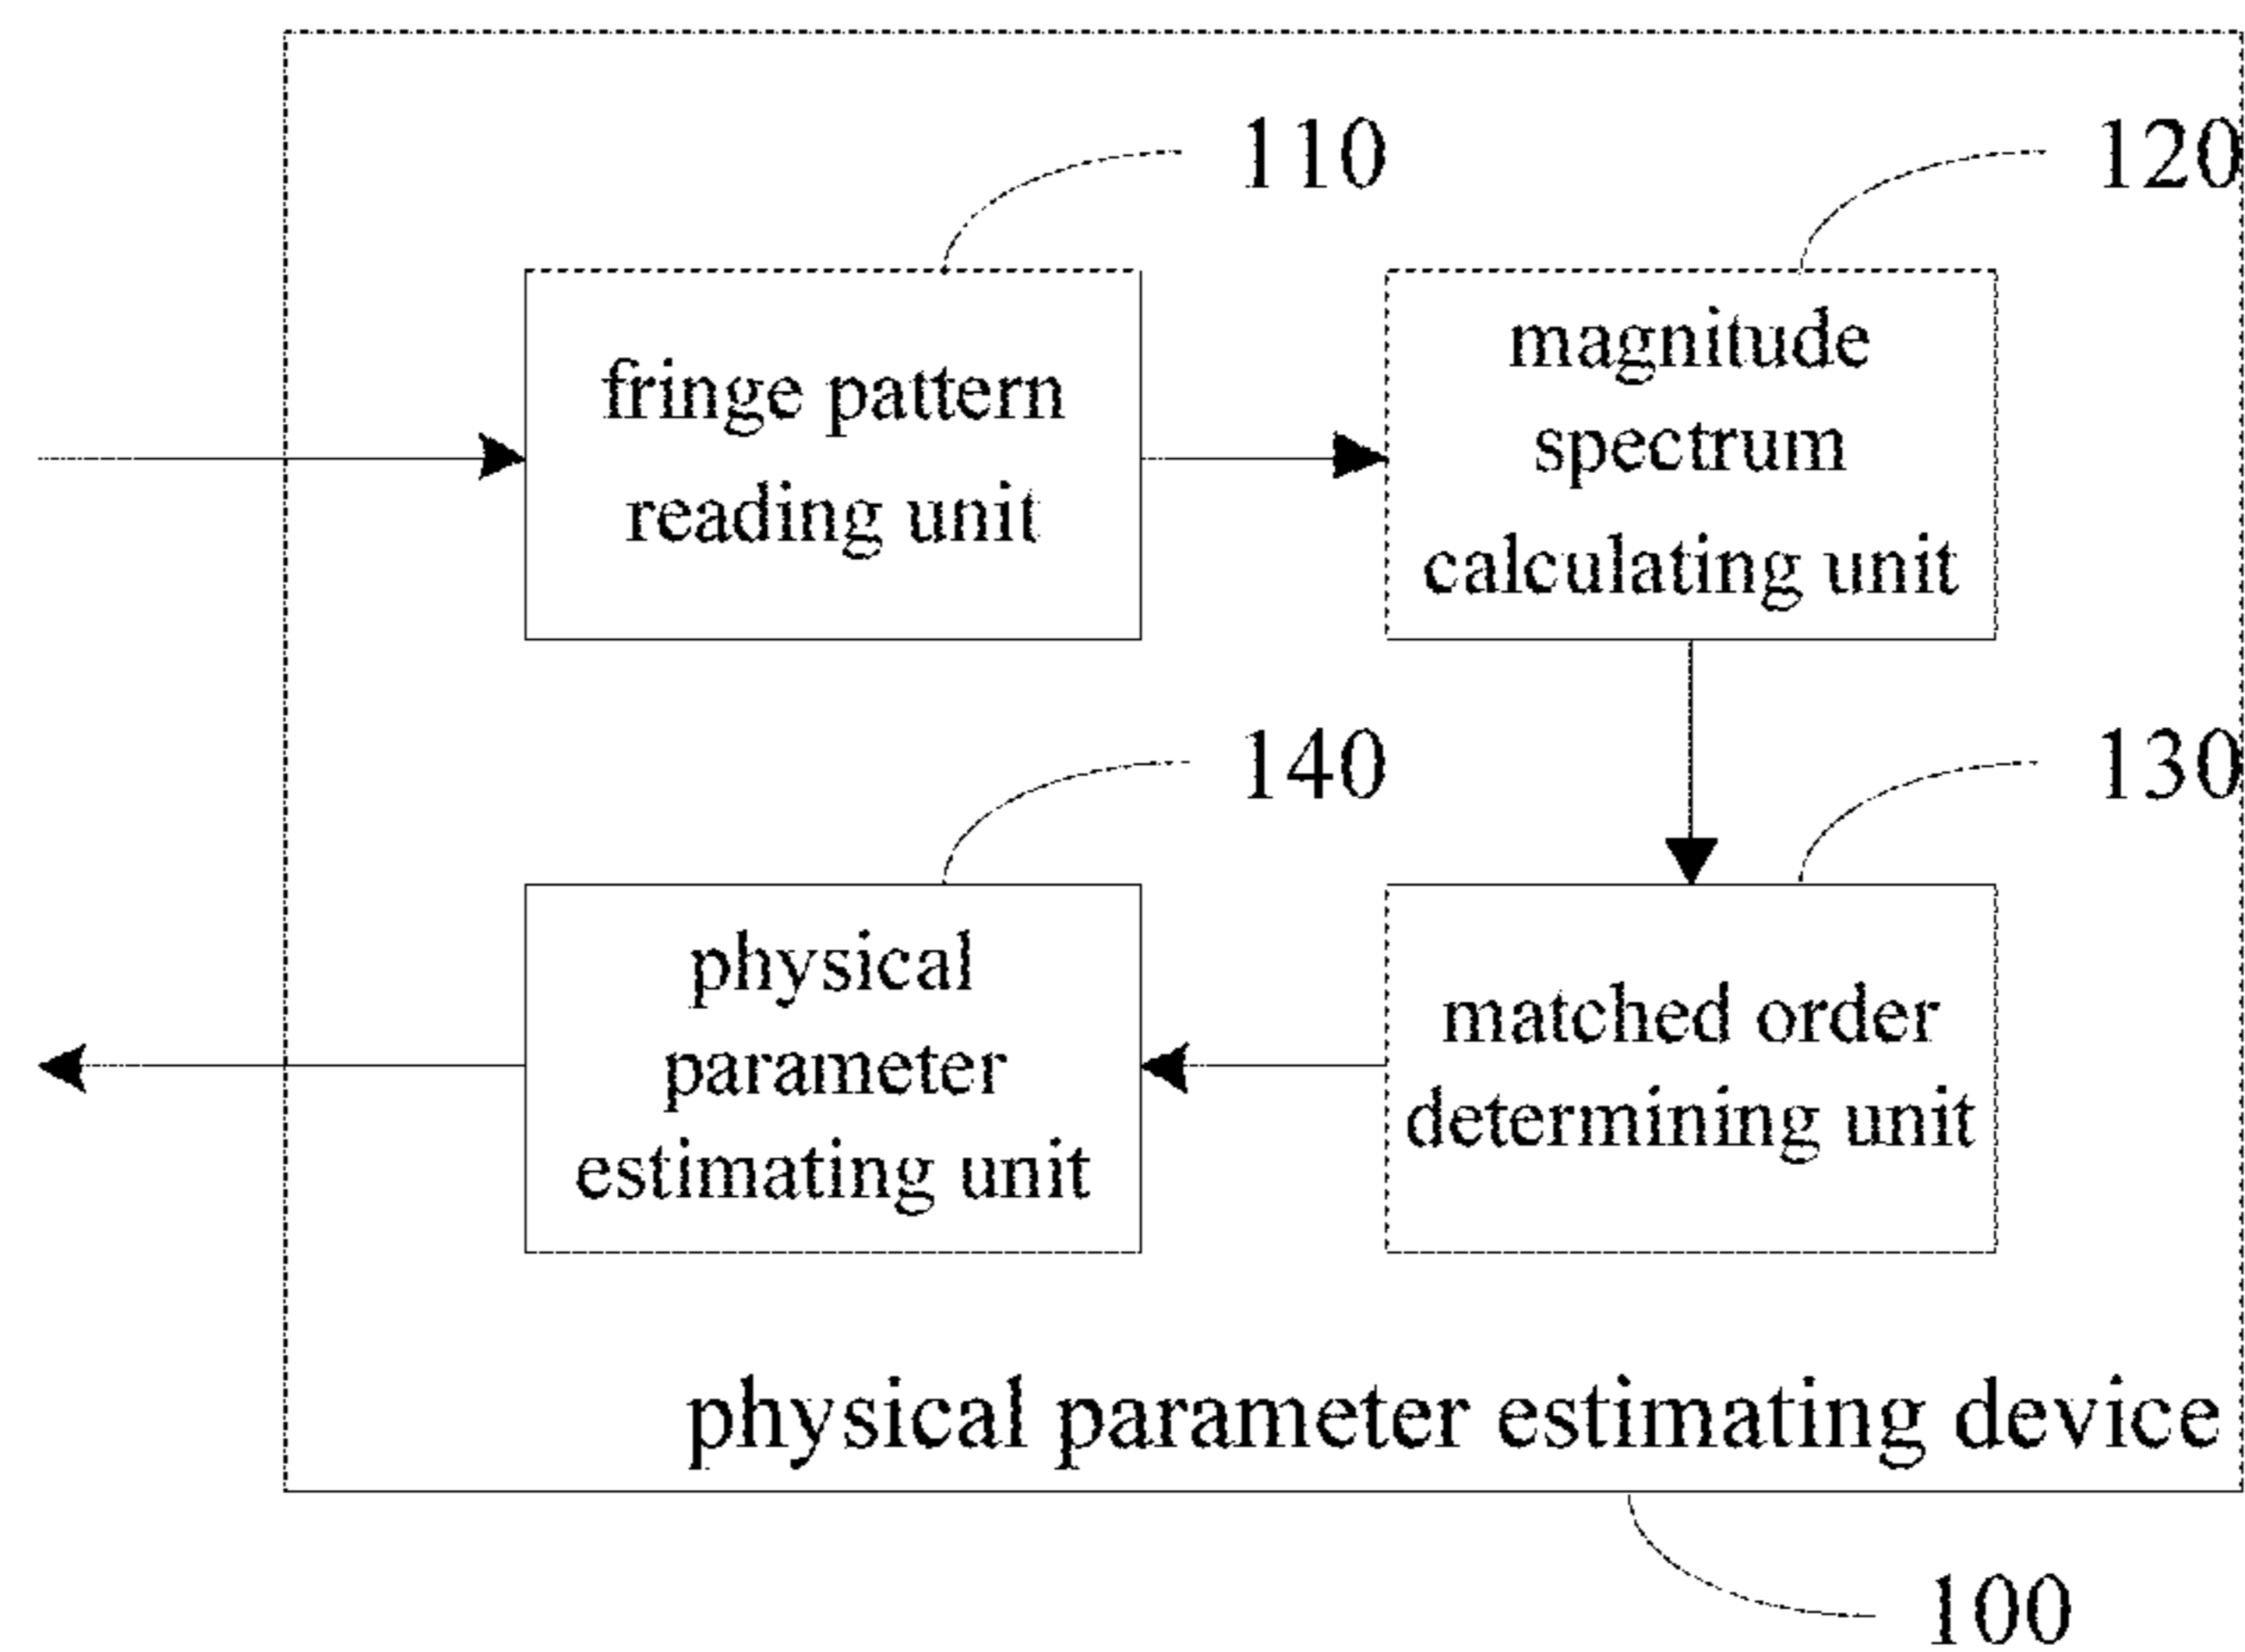 110
120
fringe pattern
reading unit
magnitude
spectrum
calculating unit
140
130
physical
parameter
estimating unit
matched order
determining unit
physical parameter estimating device
100